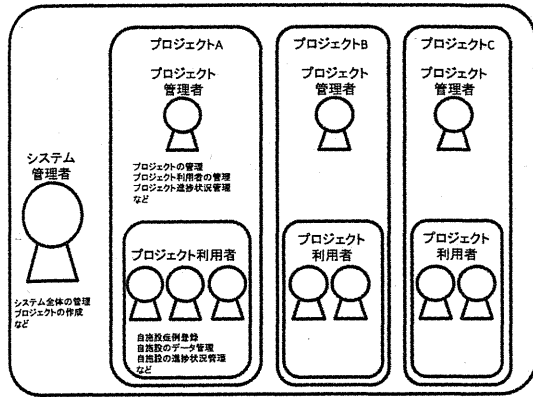 プロジェクトA
プロジェクト
管理者
プロジェクトの管理
プロジェクト利用者の管理
プロジェクト進捗状況管理
など
プロジェクト利用者
自施設症例登録
自施設のデータ管理
自施設の進捗状況管理
など
プロジェクトB
プロジェクト
管理者
プロジェクト
利用者
プロジェクトC
プロジェクト
管理者
プロジェクト
利用者
システム
管理者
システム全体の管理
プロジェクトの作成
など